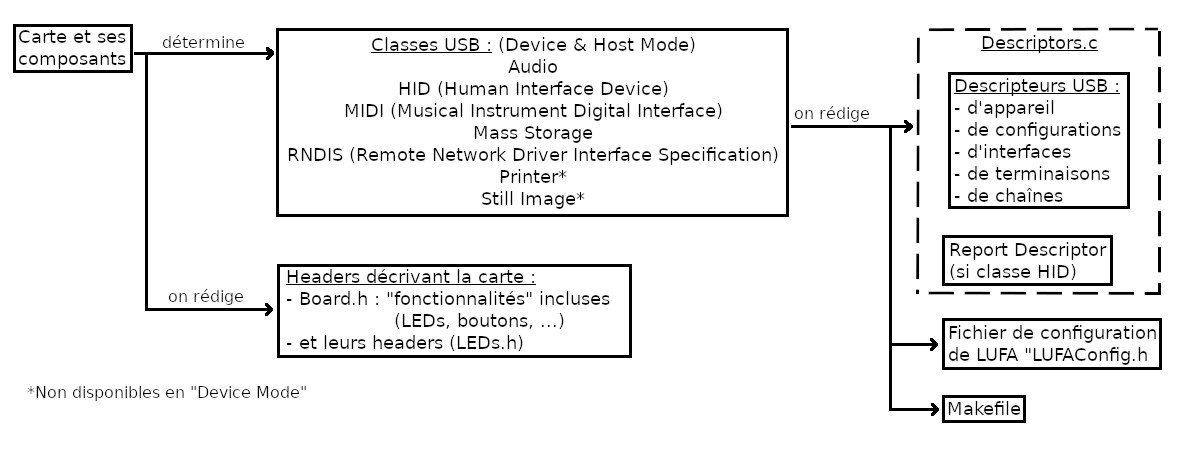 Carte et ses
composants
détermine
Classes USB : (Device & Host Mode)
Audio
HID (Human Interface Device)
MIDI (Musical Instrument Digital Interface)
Mass Storage
RNDIS (Remote Network Driver Interface Specification)
Printer*
Still Image*
on rédige
Descriptors.c
Descripteurs USB :
- d'appareil
- de configurations
- d'interfaces
- de terminaisons
- de chaînes
Report Descriptor
(si classe HID)
Fichier de configuration
de LUFA "LUFAConfig.h
Makefile
on rédige
Headers décrivant la carte :
- Board.h : "fonctionnalités" incluses
(LEDs, boutons, ...)
- et leurs headers (LEDs.h)
*Non disponibles en "Device Mode"